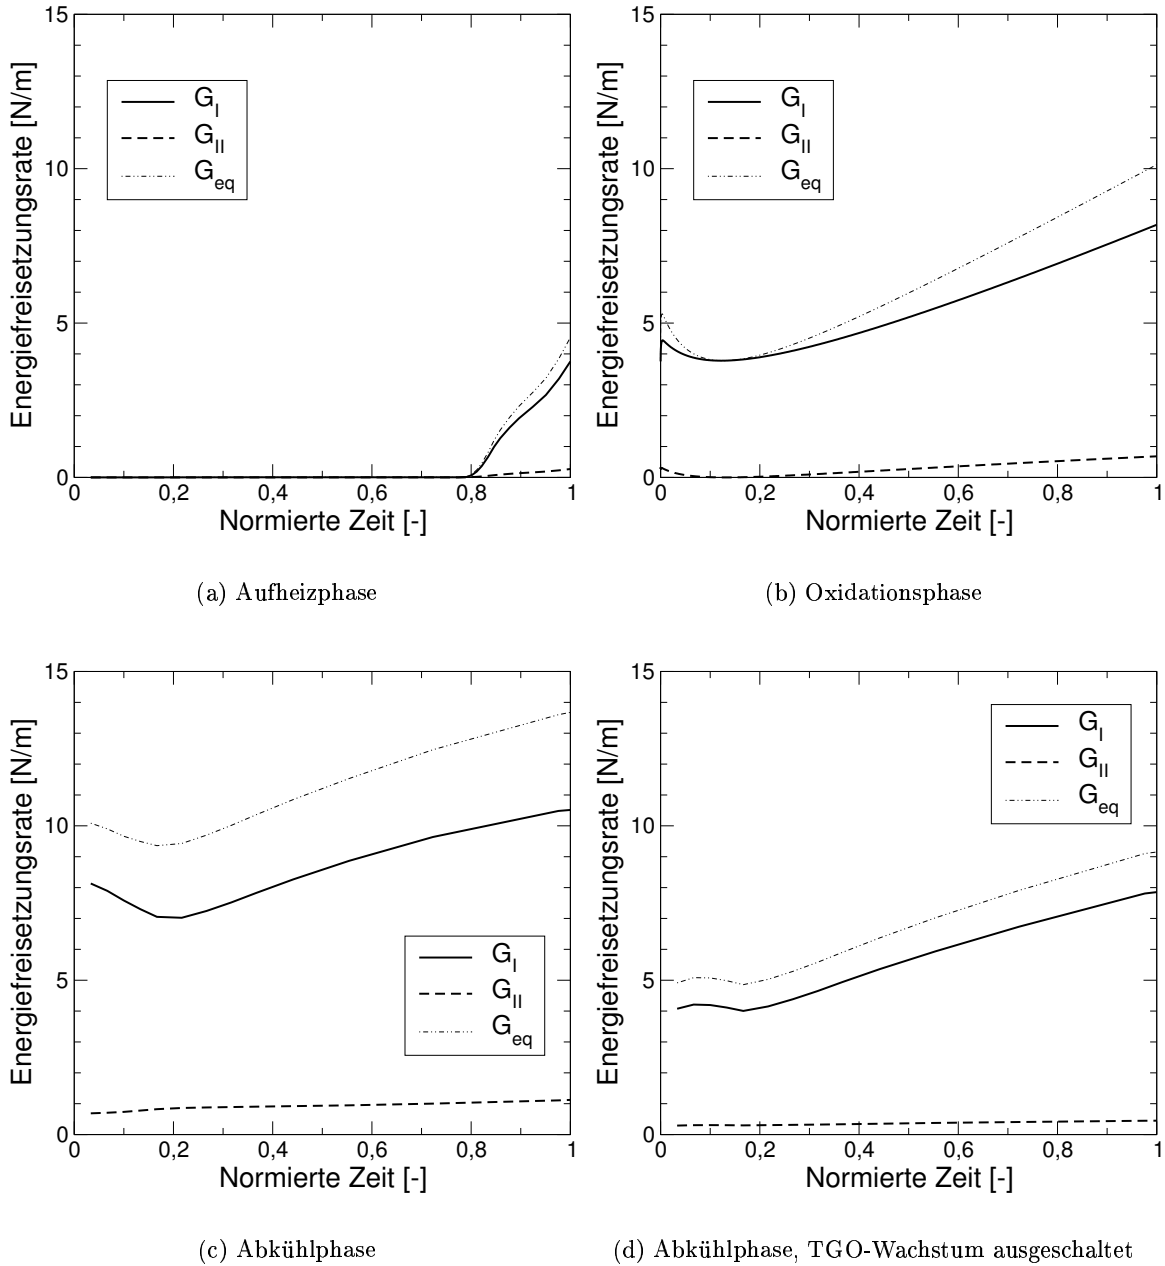 15
10
5
0
Energiefreisetzungsrate [N/m]
G_I
G_II
G_eq
0 0,2 0,4 0,6 0,8 1
Normierte Zeit [-]
(a) Aufheizphase
15
10
5
0
Energiefreisetzungsrate [N/m]
G_I
G_II
G_eq
0 0,2 0,4 0,6 0,8 1
Normierte Zeit [-]
(b) Oxidationsphase
15
10
5
0
Energiefreisetzungsrate [N/m]
G_I
G_II
G_eq
0 0,2 0,4 0,6 0,8 1
Normierte Zeit [-]
(c) Abkühlphase
15
10
5
0
Energiefreisetzungsrate [N/m]
G_I
G_II
G_eq
0 0,2 0,4 0,6 0,8 1
Normierte Zeit [-]
(d) Abkühlphase, TGO-Wachstum ausgeschaltet